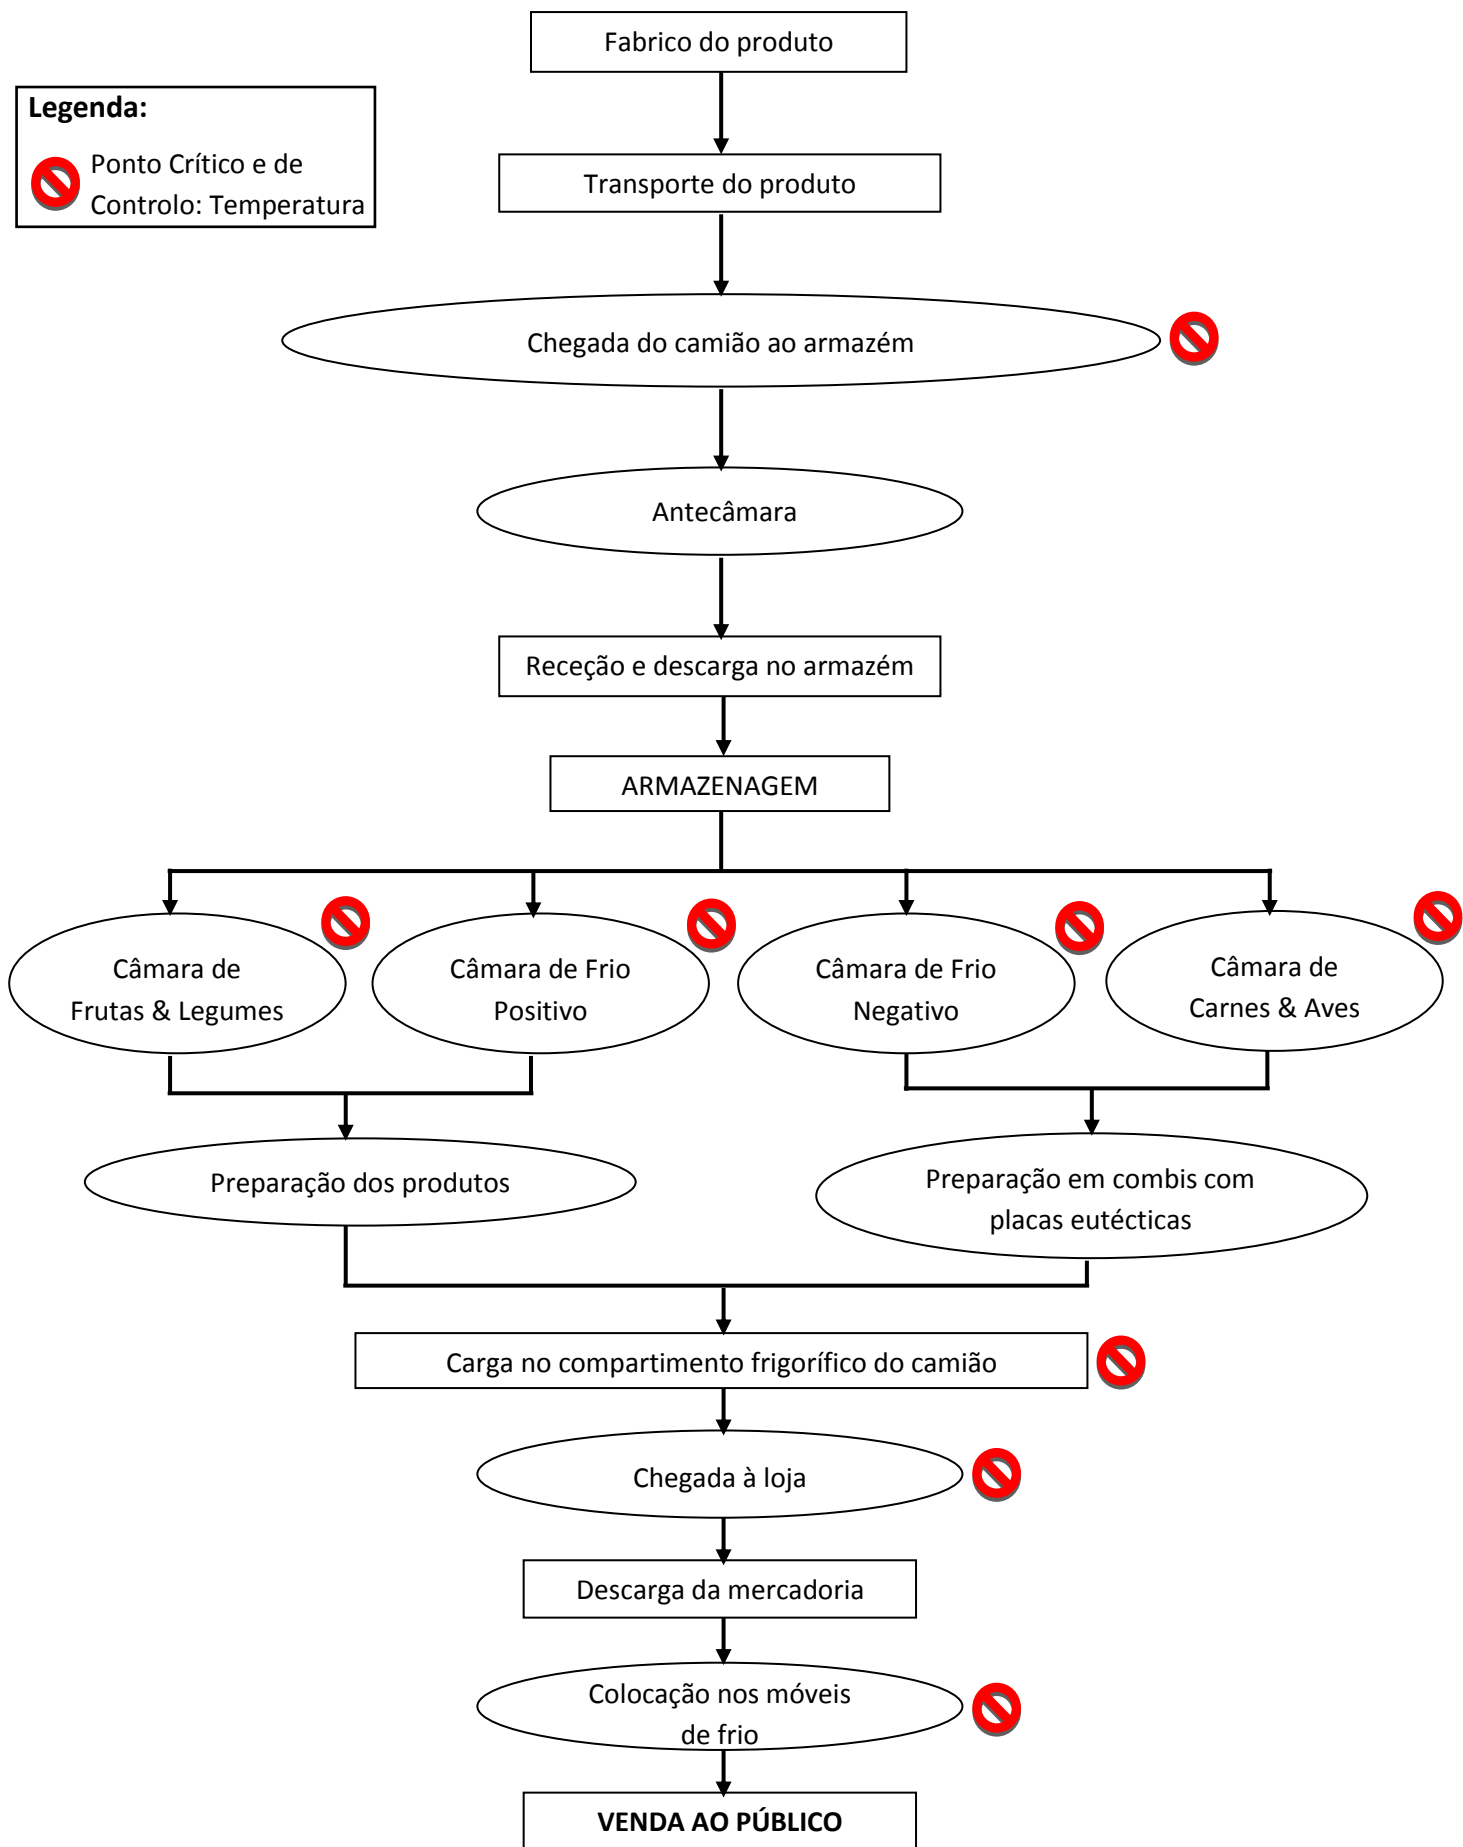 Fabrico do produto
Legenda:
Ponto Crítico e de
Controlo: Temperatura
Transporte do produto
Chegada do camião ao armazém
Antecâmara
Receção e descarga no armazém
ARMAZENAGEM
Câmara de
Frutas & Legumes
Câmara de Frio
Positivo
Câmara de Frio
Negativo
Câmara de
Carnes & Aves
Preparação dos produtos
Preparação em combis com
placas eutécticas
Carga no compartimento frigorífico do camião
Chegada à loja
Descarga da mercadoria
Colocação nos móveis
de frio
VENDA AO PÚBLICO